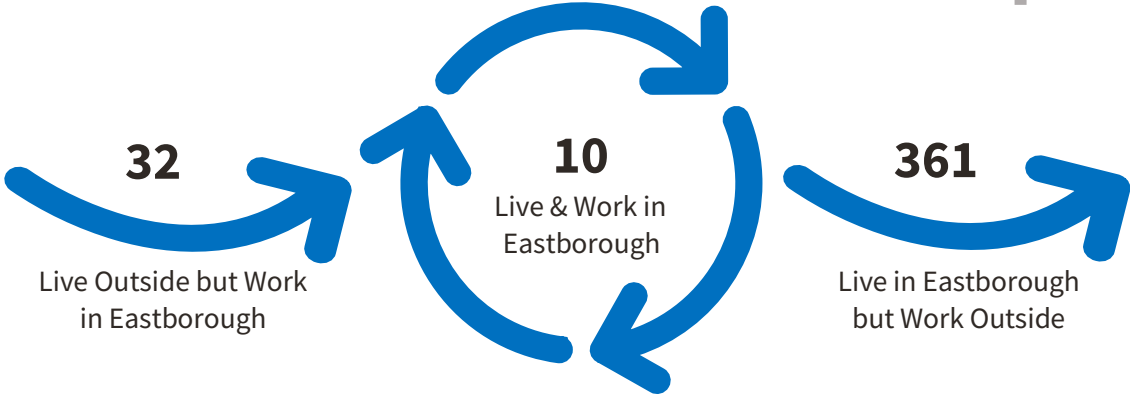 32
Live Outside but Work
in Eastborough
10
Live & Work in
Eastborough
361
Live in Eastborough
but Work Outside